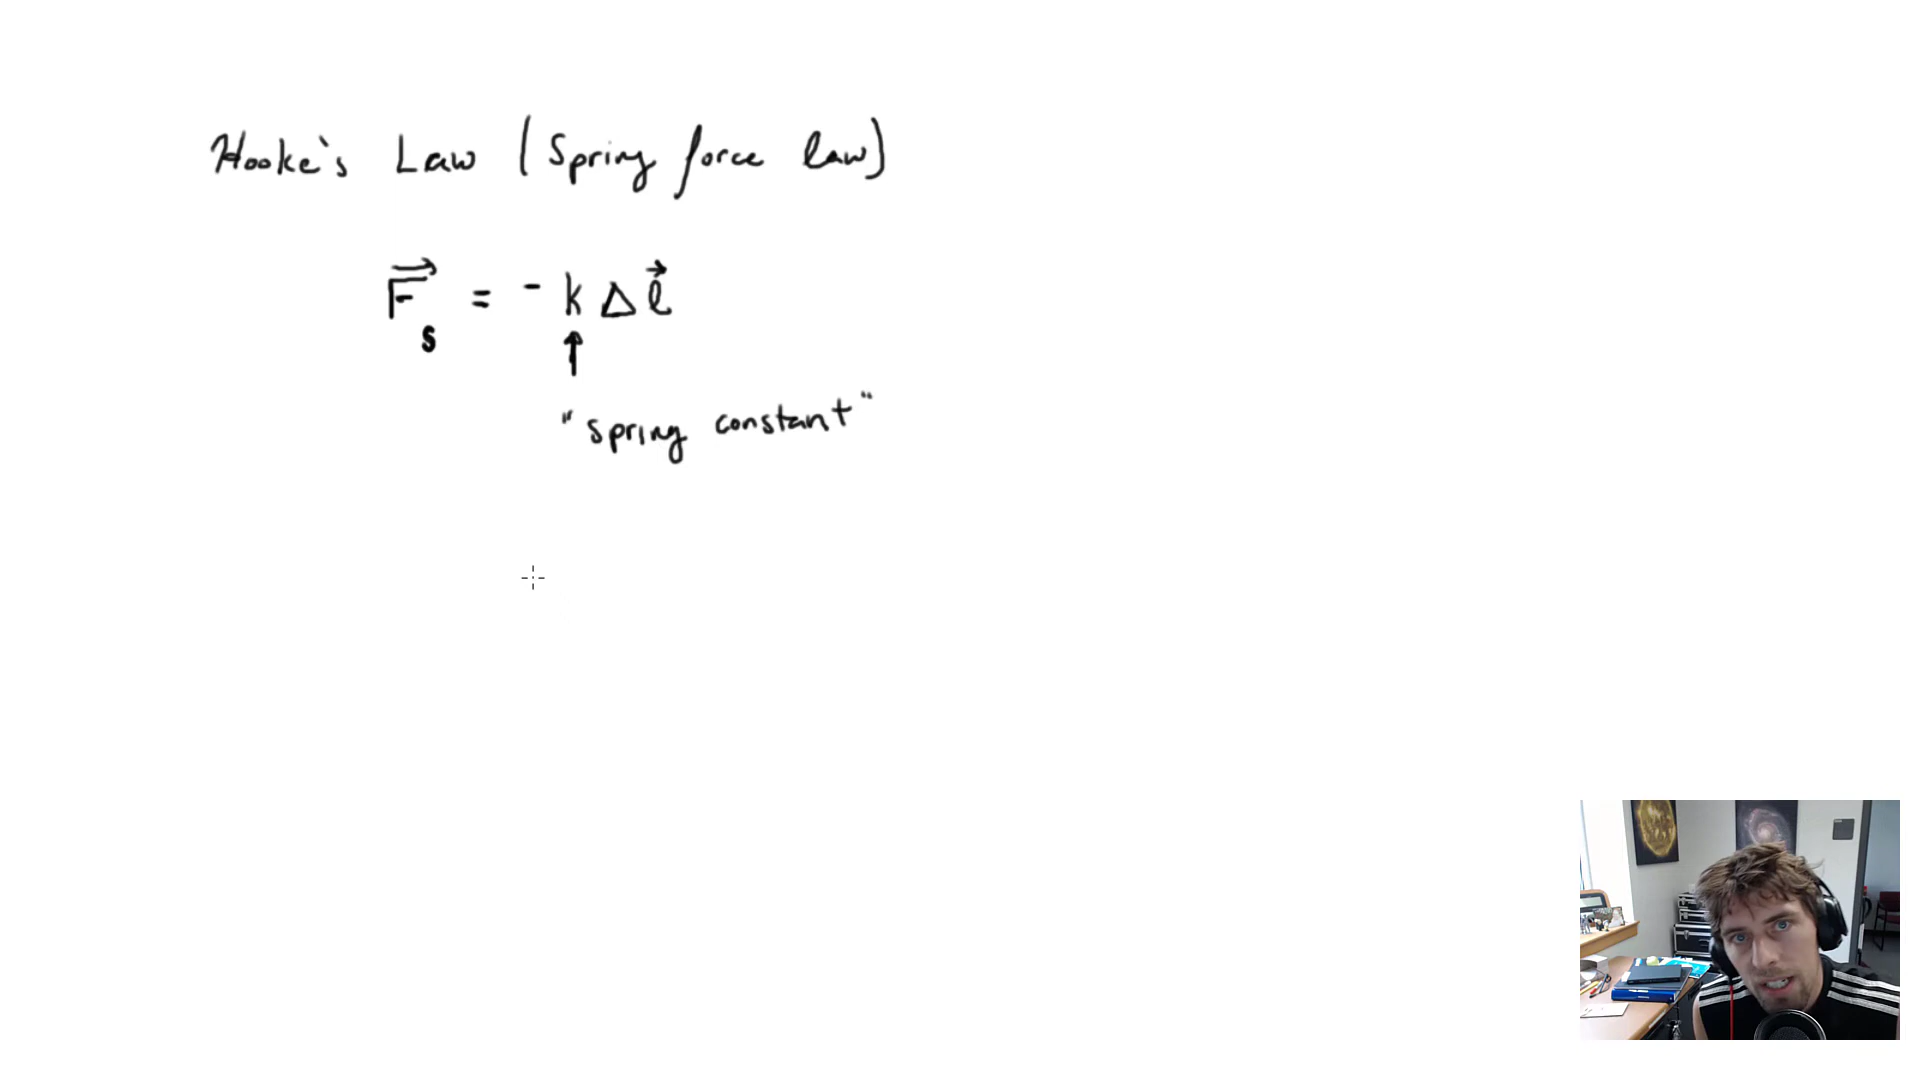 Hooke's Law (Spring force law)
F⃗s = - k Δℓ⃗
↑
"spring constant"